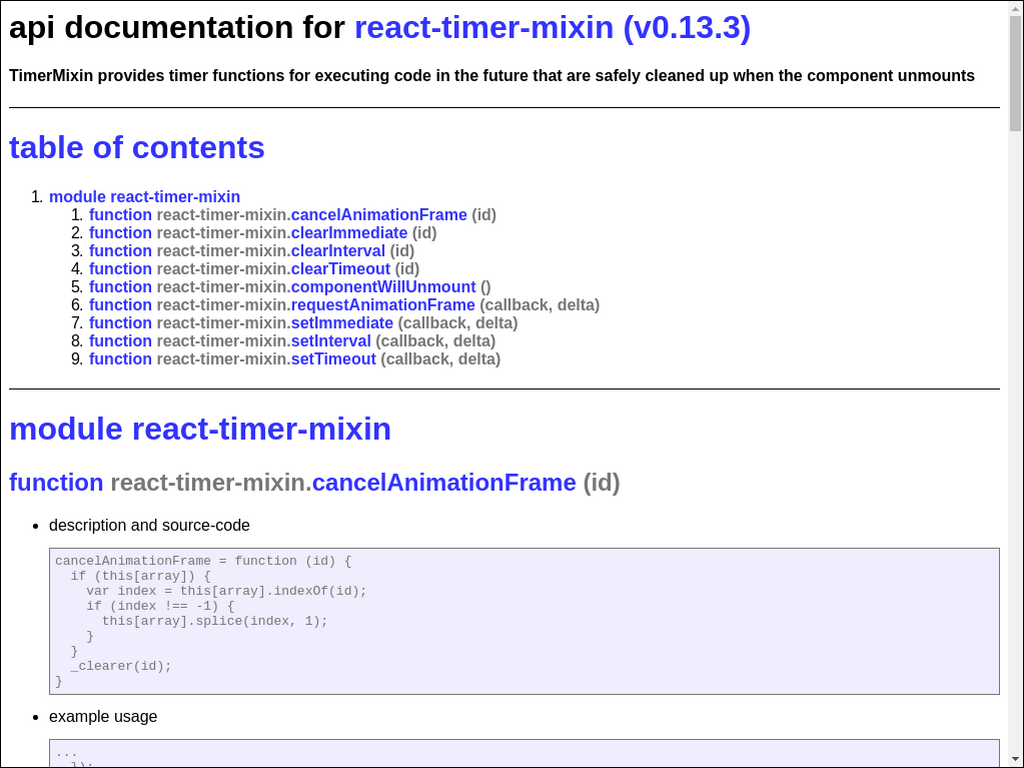 api documentation for react-timer-mixin (v0.13.3)
TimerMixin provides timer functions for executing code in the future that are safely cleaned up when the component unmounts
table of contents
1. module react-timer-mixin
1. function react-timer-mixin.cancelAnimationFrame (id)
2. function react-timer-mixin.clearImmediate (id)
3. function react-timer-mixin.clearInterval (id)
4. function react-timer-mixin.clearTimeout (id)
5. function react-timer-mixin.componentWillUnmount ()
6. function react-timer-mixin.requestAnimationFrame (callback, delta)
7. function react-timer-mixin.setImmediate (callback, delta)
8. function react-timer-mixin.setInterval (callback, delta)
9. function react-timer-mixin.setTimeout (callback, delta)
module react-timer-mixin
function react-timer-mixin.cancelAnimationFrame (id)
• description and source-code
cancelAnimationFrame = function (id) {
  if (this[array]) {
    var index = this[array].indexOf(id);
    if (index !== -1) {
      this[array].splice(index, 1);
    }
  }
  _clearer(id);
}
• example usage
...
  });